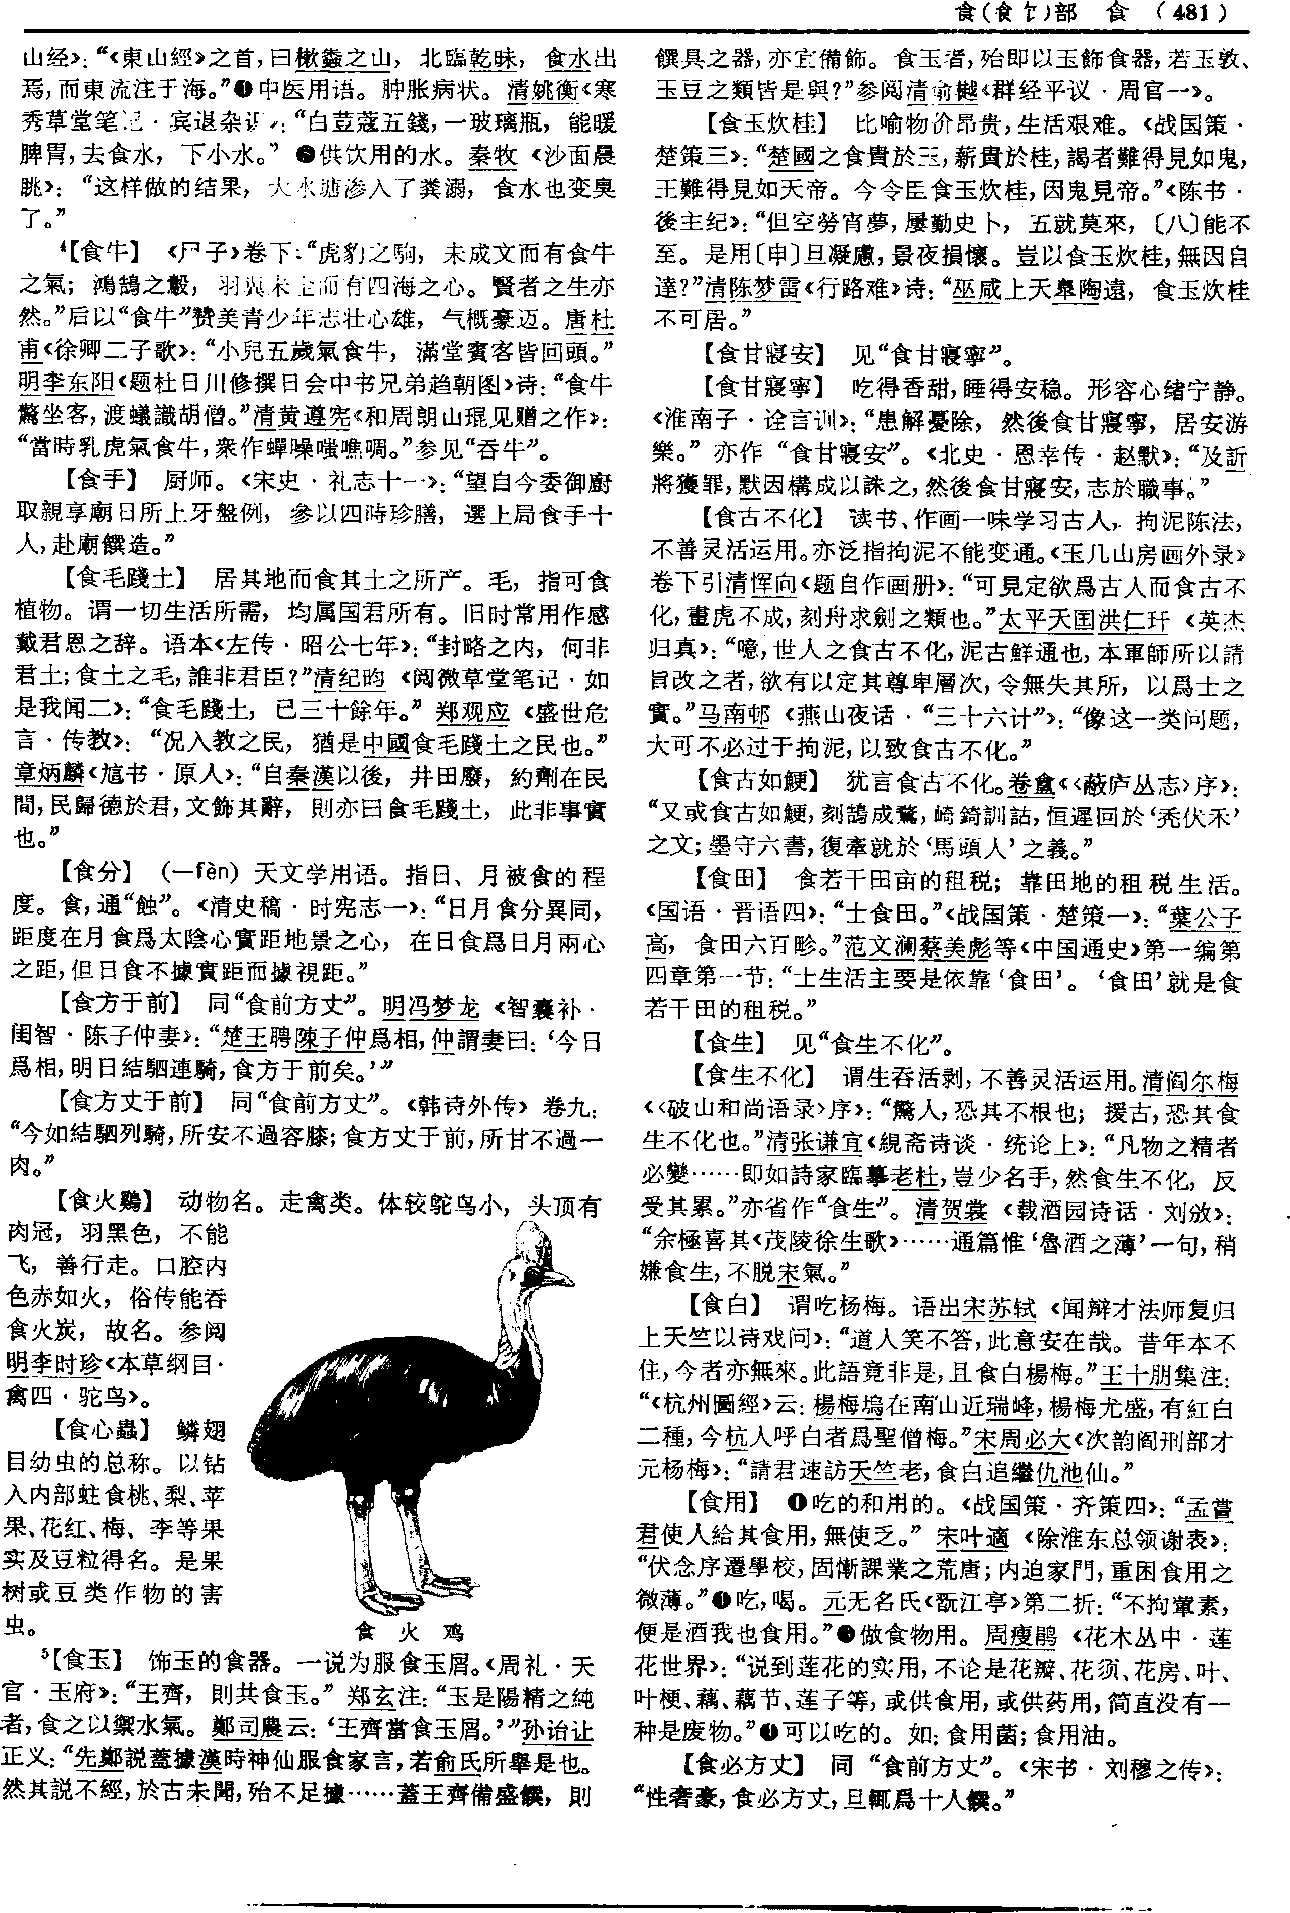 食(食饣)部　食　（481）
山经》：“《東山經》之首，曰樕𧑤之山，北臨乾昧，食水出
焉，而東流注于海。”❶中医用语。肿胀病状。清姚衡《寒
秀草堂笔记·宾退杂识》：“白荳蔻五錢，一玻璃瓶，能暖
脾胃，去食水，下小水。”供饮用的水。秦牧《沙面晨
眺》：“这样做的结果，大水塘渗入了粪溺，食水也变臭
了。”
⁴【食牛】　《尸子》卷下：“虎豹之駒，未成文而有食牛
之氣；鴻鵠之鷇，羽翼未全而有四海之心。賢者之生亦
然。”后以“食牛”赞美青少年志壮心雄，气概豪迈。唐杜
甫《徐卿二子歌》：“小兒五歲氣食牛，滿堂賓客皆回頭。”
明李东阳《题杜日川修撰日会中书兄弟趋朝图》诗：“食牛
驚坐客，渡蟻識胡僧。”清黄遵宪《和周朗山琨见赠之作》：
“當時乳虎氣食牛，衆作蟬噪嗤噍啁。”参见“吞牛”。
【食手】　厨师。《宋史·礼志十一》：“望自今委御廚
取親享廟日所上牙盤例，參以四時珍膳，選上局食手十
人，赴廟饌造。”
【食毛踐土】　居其地而食其土之所产。毛，指可食
植物。谓一切生活所需，均属国君所有。旧时常用作感
戴君恩之辞。语本《左传·昭公七年》：“封略之内，何非
君土；食土之毛，誰非君臣？”清纪昀《阅微草堂笔记·如
是我闻二》：“食毛踐土，已三十餘年。”郑观应《盛世危
言·传教》：“况入教之民，猶是中國食毛踐土之民也。”
章炳麟《訄书·原人》：“自秦漢以後，井田廢，約劑在民
間，民歸德於君，文飾其辭，則亦曰食毛踐土，此非事實
也。”
【食分】　（—fèn）天文学用语。指日、月被食的程
度。食，通“蝕”。《清史稿·时宪志一》：“日月食分異同，
距度在月食爲太陰心實距地景之心，在日食爲日月兩心
之距，但日食不據實距而據視距。”
【食方于前】　同“食前方丈”。明冯梦龙《智囊补·
闺智·陈子仲妻》：“楚王聘陳子仲爲相，仲謂妻曰：‘今日
爲相，明日結駟連騎，食方于前矣。’”
【食方丈于前】　同“食前方丈”。《韩诗外传》卷九：
“今如結駟列騎，所安不過容膝；食方丈于前，所甘不過一
肉。”
【食火鷄】　动物名。走禽类。体较鸵鸟小，头顶有
肉冠，羽黑色，不能
飞，善行走。口腔内
色赤如火，俗传能吞
食火炭，故名。参阅
明李时珍《本草纲目·
禽四·驼鸟》。
【食心蟲】　鳞翅
目幼虫的总称。以钻
入内部蛀食桃、梨、苹
果、花红、梅、李等果
实及豆粒得名。是果
树或豆类作物的害
虫。
食　火　鸡
⁵【食玉】　饰玉的食器。一说为服食玉屑。《周礼·天
官·玉府》：“王齊，則共食玉。”郑玄注：“玉是陽精之純
者，食之以禦水氣。鄭司農云：‘王齊當食玉屑。’”孙诒让
正义：“先鄭説蓋據漢時神仙服食家言，若俞氏所舉是也。
然其説不經，於古未聞，殆不足據……蓋王齊備盛饌，則
饌具之器，亦宜備飾。食玉者，殆即以玉飾食器，若玉敦、
玉豆之類皆是與？”参阅清俞樾《群经平议·周官一》。
【食玉炊桂】　比喻物价昂贵，生活艰难。《战国策·
楚策三》：“楚國之食貴於玉，薪貴於桂，謁者難得見如鬼，
王難得見如天帝。今令臣食玉炊桂，因鬼見帝。”《陈书·
後主纪》：“但空勞宵夢，屢勤史卜，五就莫來，〔八〕能不
至。是用〔申〕旦凝慮，景夜損懷。豈以食玉炊桂，無因自
達？”清陈梦雷《行路难》诗：“巫咸上天臯陶遠，食玉炊桂
不可居。”
【食甘寢安】　见“食甘寢寧”。
【食甘寢寧】　吃得香甜，睡得安稳。形容心绪宁静。
《淮南子·诠言训》：“患解憂除，然後食甘寢寧，居安游
樂。”亦作“食甘寢安”。《北史·恩幸传·赵默》：“及訢
將獲罪，默因構成以誅之，然後食甘寢安，志於職事。”
【食古不化】　读书、作画一味学习古人，拘泥陈法，
不善灵活运用。亦泛指拘泥不能变通。《玉几山房画外录》
卷下引清恽向《题自作画册》：“可見定欲爲古人而食古不
化，畫虎不成，刻舟求劍之類也。”太平天囯洪仁玕《英杰
归真》：“噫，世人之食古不化，泥古鮮通也，本軍師所以請
旨改之者，欲有以定其尊卑層次，令無失其所，以爲士之
實。”马南邨《燕山夜话·“三十六计”》：“像这一类问题，
大可不必过于拘泥，以致食古不化。”
【食古如鯁】　犹言食古不化。卷盦《〈蔽庐丛志〉序》：
“又或食古如鯁，刻鵠成鶩，崎錡訓詁，恒遲回於‘秃伏禾’
之文；墨守六書，復牽就於‘馬頭人’之義。”
【食田】　食若干田亩的租税；靠田地的租税生活。
《国语·晋语四》：“士食田。”《战国策·楚策一》：“葉公子
高，食田六百畛。”范文澜蔡美彪等《中国通史》第一编第
四章第一节：“士生活主要是依靠‘食田’。‘食田’就是食
若干田的租税。”
【食生】　见“食生不化”。
【食生不化】　谓生吞活剥，不善灵活运用。清阎尔梅
《〈破山和尚语录〉序》：“驚人，恐其不根也；援古，恐其食
生不化也。”清张谦宜《絸斋诗谈·统论上》：“凡物之精者
必變……即如詩家臨摹老杜，豈少名手，然食生不化，反
受其累。”亦省作“食生”。清贺裳《载酒园诗话·刘攽》：
“余極喜其《茂陵徐生歌》……通篇惟‘魯酒之薄’一句，稍
嫌食生，不脱宋氣。”
【食白】　谓吃杨梅。语出宋苏轼《闻辩才法师复归
上天竺以诗戏问》：“道人笑不答，此意安在哉。昔年本不
住，今者亦無來。此語竟非是，且食白楊梅。”王十朋集注：
“《杭州圖經》云：楊梅塢在南山近瑞峰，楊梅尤盛，有紅白
二種，今杭人呼白者爲聖僧梅。”宋周必大《次韵阎刑部才
元杨梅》：“請君速訪天竺老，食白追繼仇池仙。”
【食用】　❶吃的和用的。《战国策·齐策四》：“孟嘗
君使人給其食用，無使乏。”宋叶適《除淮东总领谢表》：
“伏念序遷學校，固慚課業之荒唐；内迫家門，重困食用之
微薄。”吃，喝。元无名氏《翫江亭》第二折：“不拘葷素，
便是酒我也食用。”做食物用。周瘦鹃《花木丛中·莲
花世界》：“说到莲花的实用，不论是花瓣、花须、花房、叶、
叶梗、藕、藕节、莲子等，或供食用，或供药用，简直没有一
种是废物。”可以吃的。如：食用菌；食用油。
【食必方丈】　同“食前方丈”。《宋书·刘穆之传》：
“性奢豪，食必方丈，旦輒爲十人饌。”